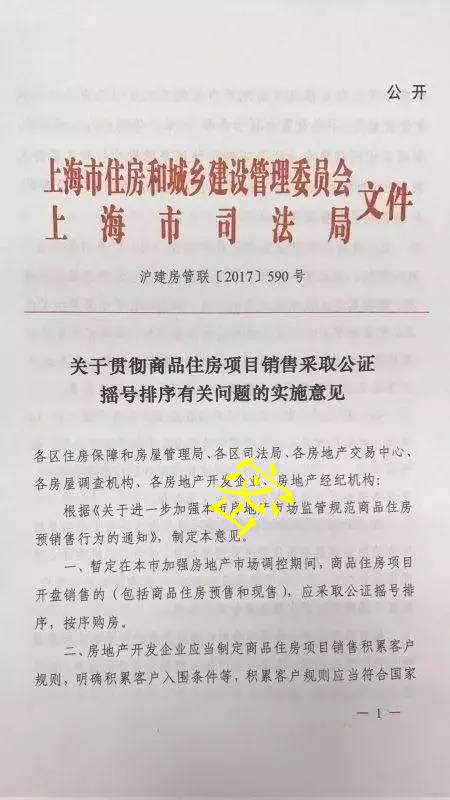 公开
上海市住房和城乡建设管理委员会
上海市司法局
文件
沪建房管联〔2017〕590号
关于贯彻商品住房项目销售采取公证
摇号排序有关问题的实施意见
各区住房保障和房屋管理局、各区司法局、各房地产交易中心、
各房屋调查机构、各房地产开发企业、房地产经纪机构：
根据《关于进一步加强本市房地产市场监管规范商品住房
预销售行为的通知》，制定本意见。
一、暂定在本市加强房地产市场调控期间，商品住房项目
开盘销售的（包括商品住房预售和现售），应采取公证摇号排
序，按序购房。
二、房地产开发企业应当制定商品住房项目销售积累客户
规则，明确积累客户入围条件等，积累客户规则应当符合国家
— 1 —